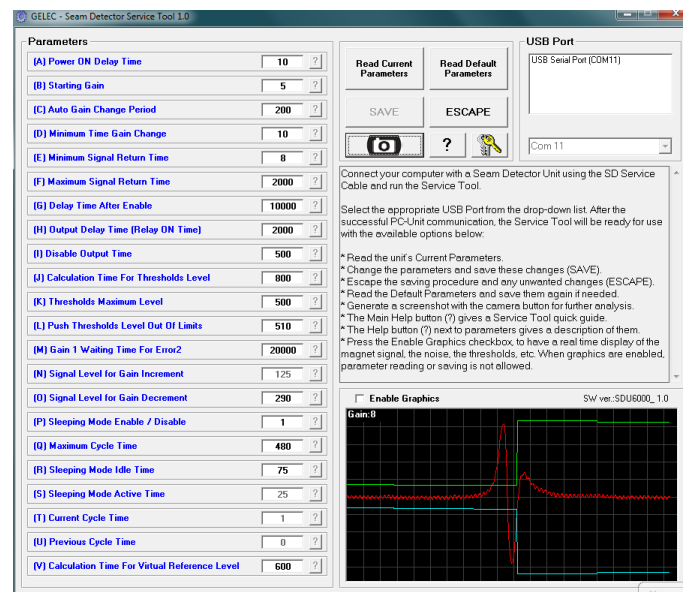 GELEC - Seam Detector Service Tool 1.0
Parameters
(A) Power ON Delay Time 10 ?
(B) Starting Gain 5 ?
(C) Auto Gain Change Period 200 ?
(D) Minimum Time Gain Change 10 ?
(E) Minimum Signal Return Time 8 ?
(F) Maximum Signal Return Time 2000 ?
(G) Delay Time After Enable 10000 ?
(H) Output Delay Time (Relay ON Time) 2000 ?
(I) Disable Output Time 500 ?
(J) Calculation Time For Thresholds Level 800 ?
(K) Thresholds Maximum Level 500 ?
(L) Push Thresholds Level Out Of Limits 510 ?
(M) Gain 1 Waiting Time For Error2 20000 ?
(N) Signal Level for Gain Increment 125 ?
(O) Signal Level for Gain Decrement 290 ?
(P) Sleeping Mode Enable / Disable 1 ?
(Q) Maximum Cycle Time 480 ?
(R) Sleeping Mode Idle Time 75 ?
(S) Sleeping Mode Active Time 25 ?
(T) Current Cycle Time 1 ?
(U) Previous Cycle Time 0 ?
(V) Calculation Time For Virtual Reference Level 600 ?
Read Current
Parameters
Read Default
Parameters
SAVE
ESCAPE
?
USB Port
USB Serial Port (COM11)
Com 11
Connect your computer with a Seam Detector Unit using the SD Service
Cable and run the Service Tool.
Select the appropriate USB Port from the drop-down list. After the
successful PC-Unit communication, the Service Tool will be ready for use
with the available options below:
* Read the unit's Current Parameters.
* Change the parameters and save these changes (SAVE).
* Escape the saving procedure and any unwanted changes (ESCAPE).
* Read the Default Parameters and save them again if needed.
* Generate a screenshot with the camera button for further analysis.
* The Main Help button (?) gives a Service Tool quick guide.
* The Help button (?) next to parameters gives a description of them.
* Press the Enable Graphics checkbox, to have a real time display of the
magnet signal, the noise, the thresholds, etc. When graphics are enabled,
parameter reading or saving is not allowed.
Enable Graphics
SW ver.:SDU6000_ 1.0
Gain:8